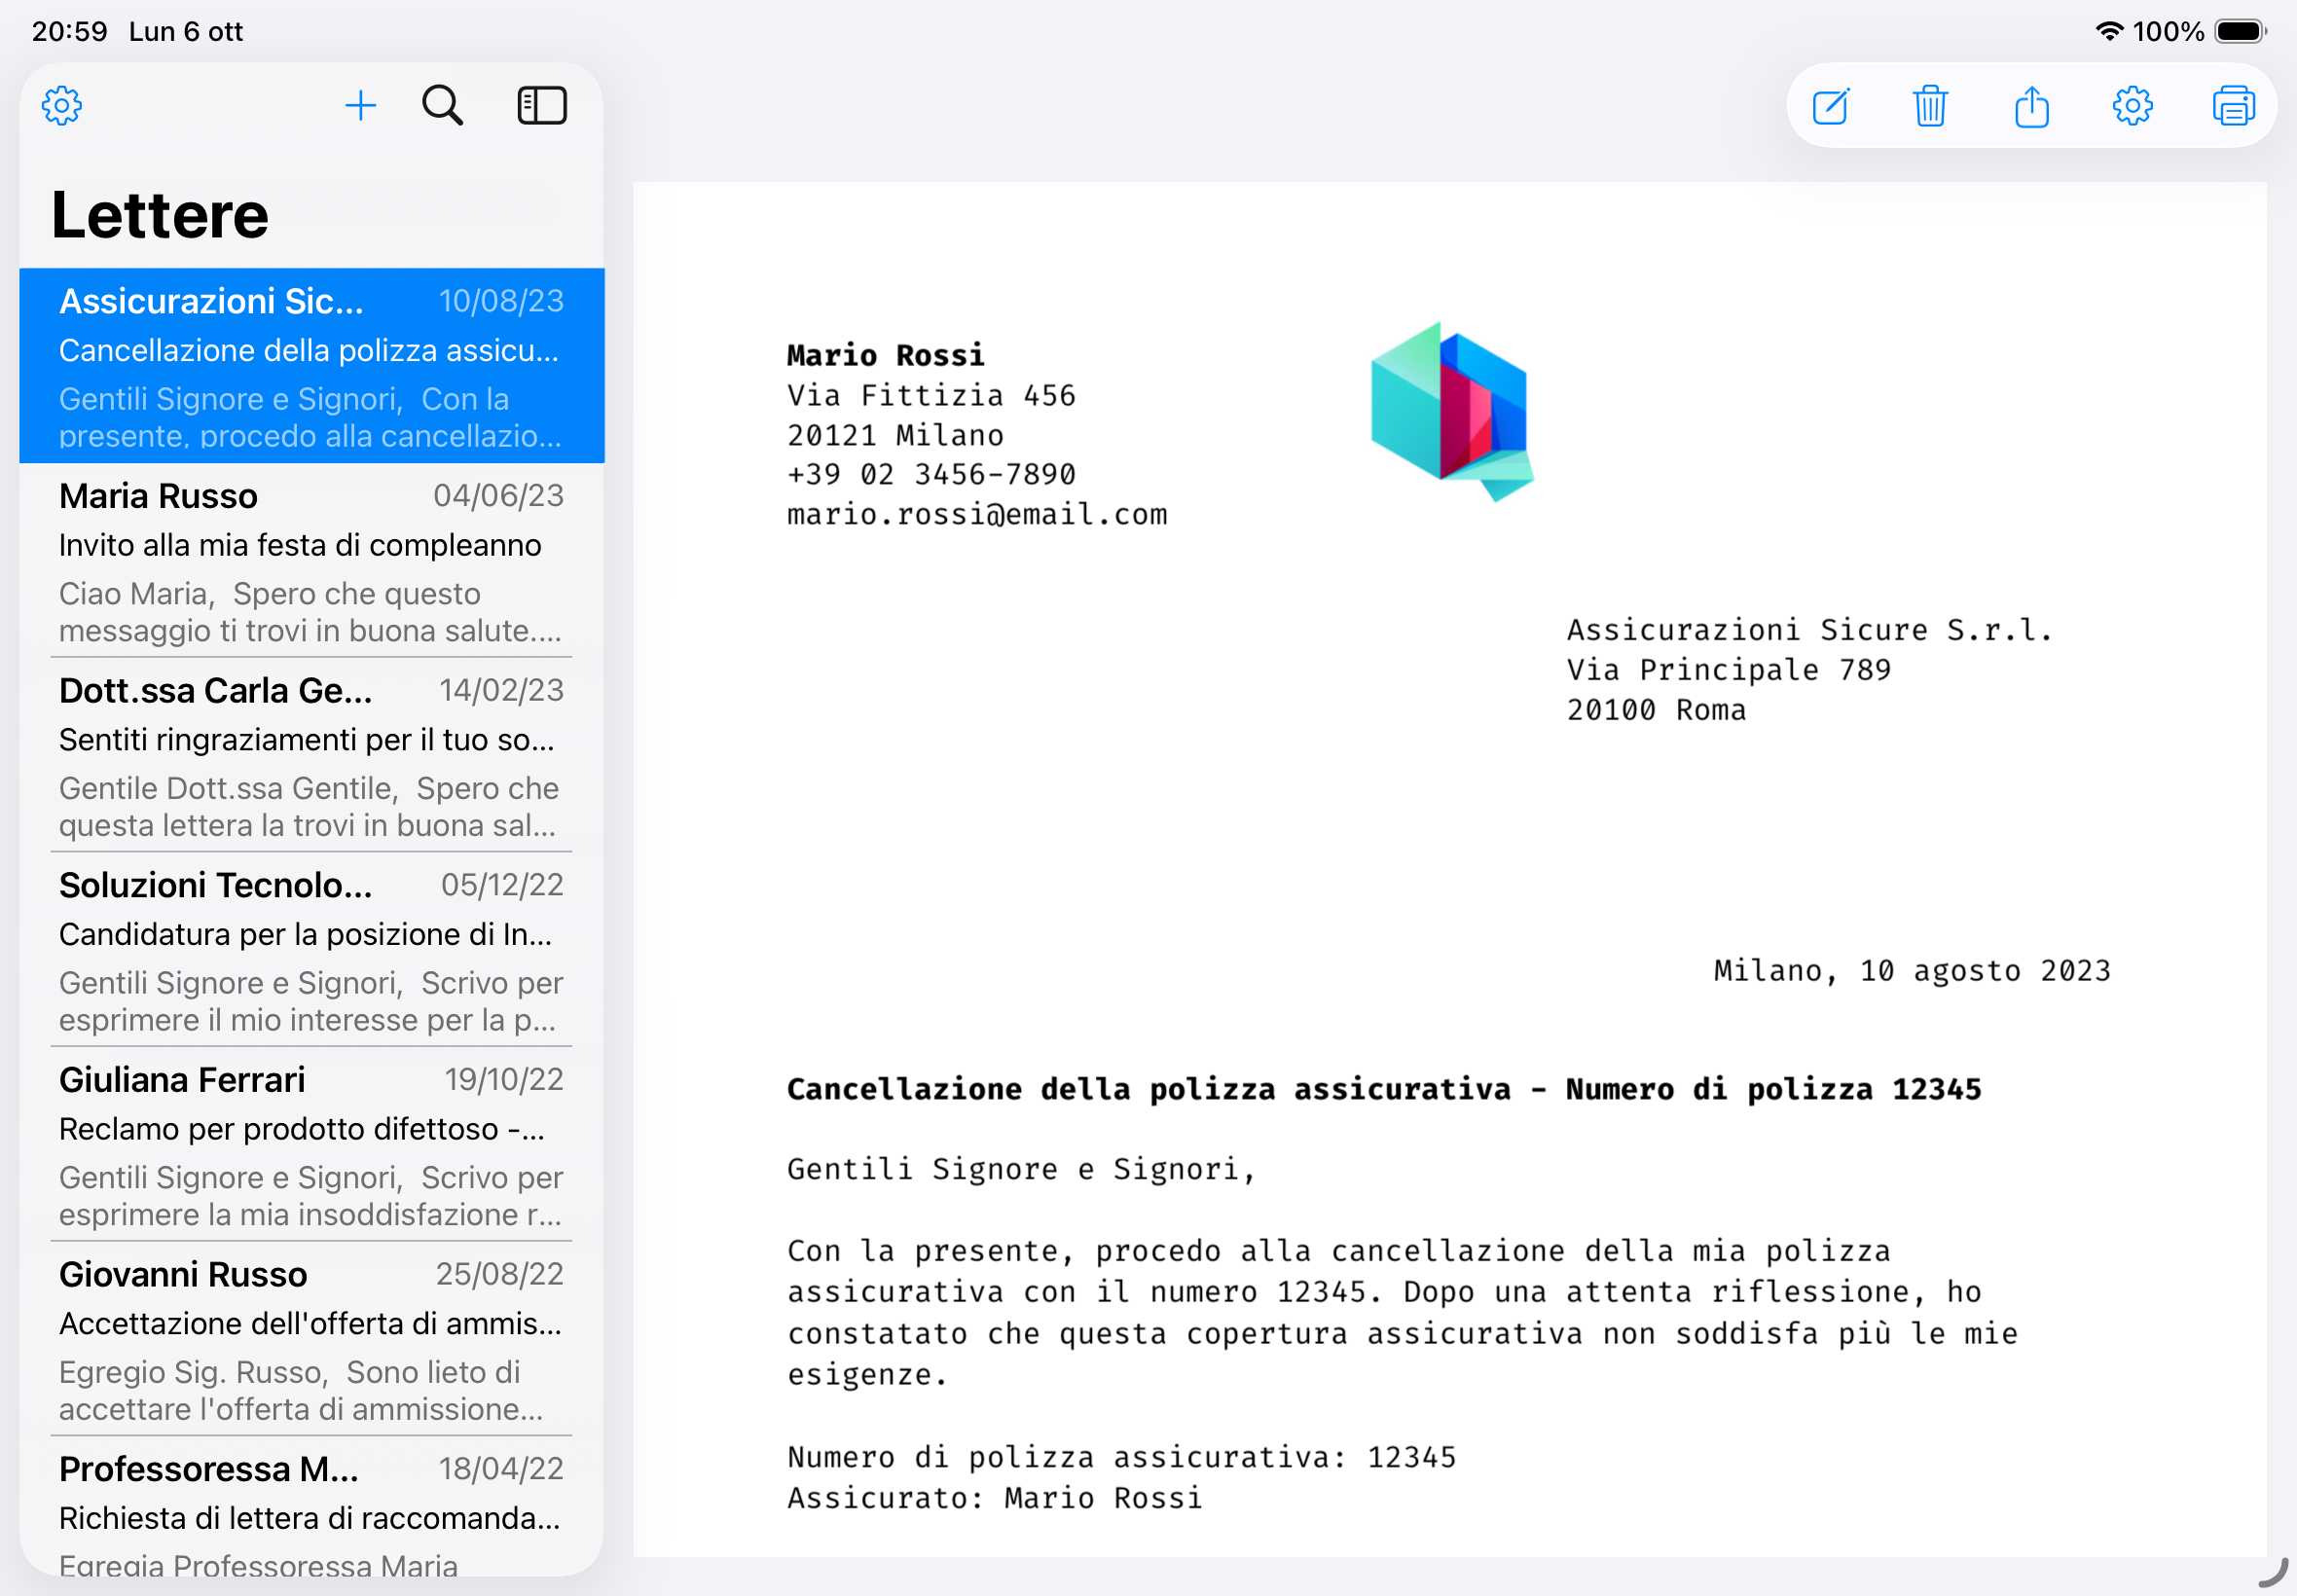 20:59 Lun 6 ott
100%
Lettere
Assicurazioni Sic... 10/08/23
Cancellazione della polizza assicu...
Gentili Signore e Signori, Con la
presente, procedo alla cancellazio...
Maria Russo 04/06/23
Invito alla mia festa di compleanno
Ciao Maria, Spero che questo
messaggio ti trovi in buona salute....
Dott.ssa Carla Ge... 14/02/23
Sentiti ringraziamenti per il tuo so...
Gentile Dott.ssa Gentile, Spero che
questa lettera la trovi in buona sal...
Soluzioni Tecnolo... 05/12/22
Candidatura per la posizione di In...
Gentili Signore e Signori, Scrivo per
esprimere il mio interesse per la p...
Giuliana Ferrari 19/10/22
Reclamo per prodotto difettoso -...
Gentili Signore e Signori, Scrivo per
esprimere la mia insoddisfazione r...
Giovanni Russo 25/08/22
Accettazione dell'offerta di ammis...
Egregio Sig. Russo, Sono lieto di
accettare l'offerta di ammissione...
Professoressa M... 18/04/22
Richiesta di lettera di raccomanda...
Egregia Professoressa Maria
Mario Rossi
Via Fittizia 456
20121 Milano
+39 02 3456-7890
mario.rossi@email.com
Assicurazioni Sicure S.r.l.
Via Principale 789
20100 Roma
Milano, 10 agosto 2023
Cancellazione della polizza assicurativa - Numero di polizza 12345
Gentili Signore e Signori,
Con la presente, procedo alla cancellazione della mia polizza
assicurativa con il numero 12345. Dopo una attenta riflessione, ho
constatato che questa copertura assicurativa non soddisfa più le mie
esigenze.
Numero di polizza assicurativa: 12345
Assicurato: Mario Rossi